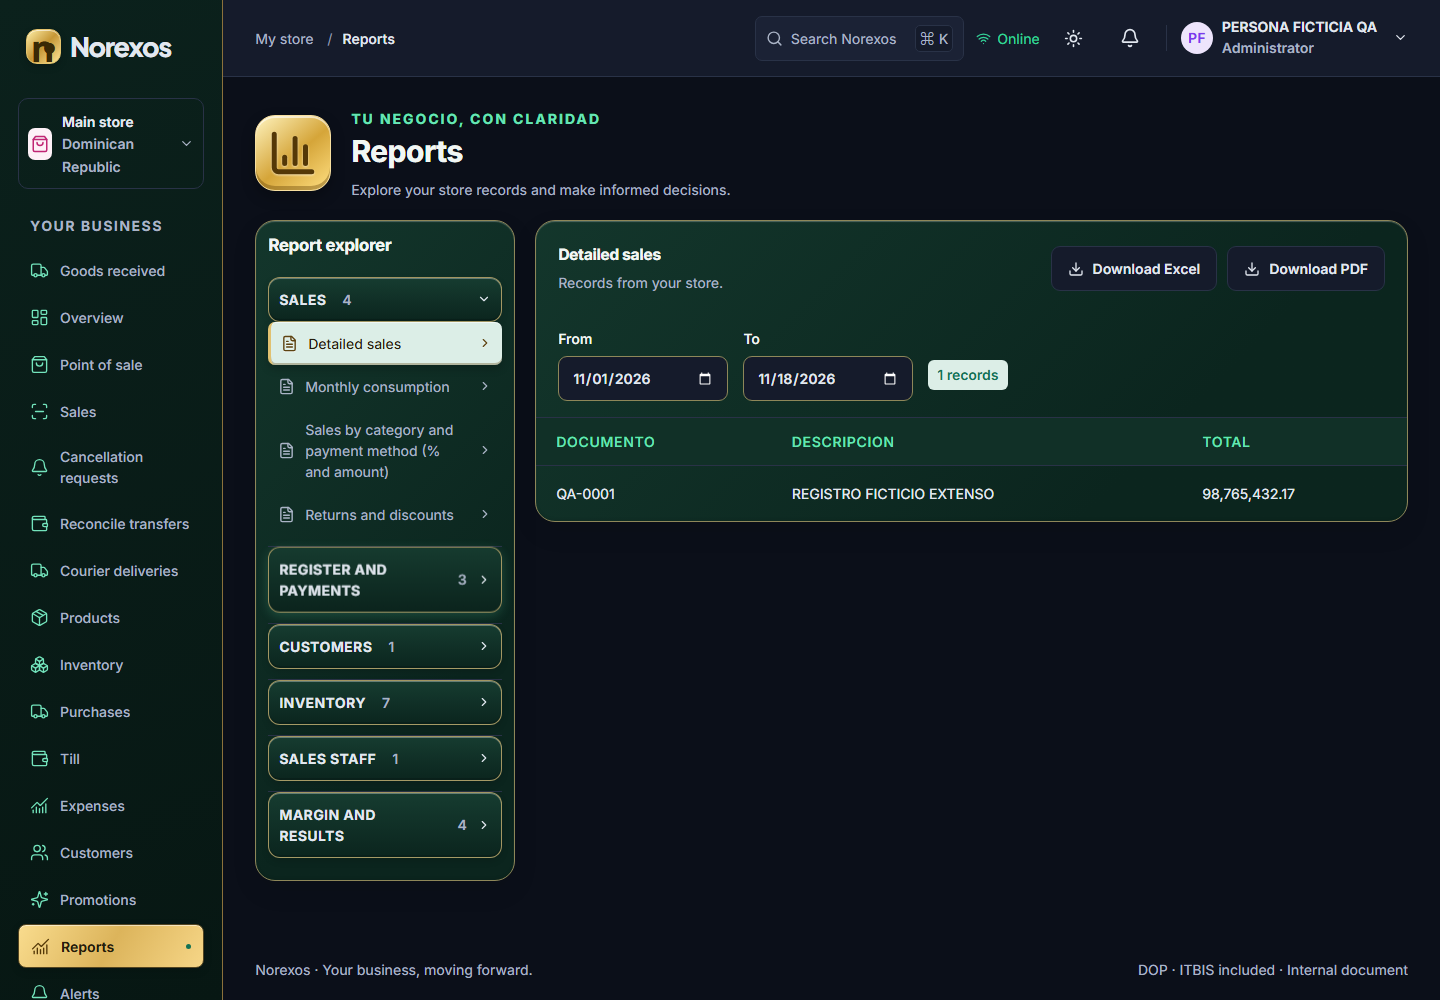 Norexos
Main store
Dominican
Republic
YOUR BUSINESS
Goods received
Overview
Point of sale
Sales
Cancellation
requests
Reconcile transfers
Courier deliveries
Products
Inventory
Purchases
Till
Expenses
Customers
Promotions
Reports
Alerts
My store / Reports
Search Norexos ⌘ K
Online
PF
PERSONA FICTICIA QA
Administrator
TU NEGOCIO, CON CLARIDAD
Reports
Explore your store records and make informed decisions.
Report explorer
SALES 4
Detailed sales
Monthly consumption
Sales by category and
payment method (%
and amount)
Returns and discounts
REGISTER AND
PAYMENTS 3
CUSTOMERS 1
INVENTORY 7
SALES STAFF 1
MARGIN AND
RESULTS 4
Detailed sales
Records from your store.
Download Excel
Download PDF
From To
11/01/2026 11/18/2026 1 records
DOCUMENTO DESCRIPCION TOTAL
QA-0001 REGISTRO FICTICIO EXTENSO 98,765,432.17
Norexos · Your business, moving forward.
DOP · ITBIS included · Internal document